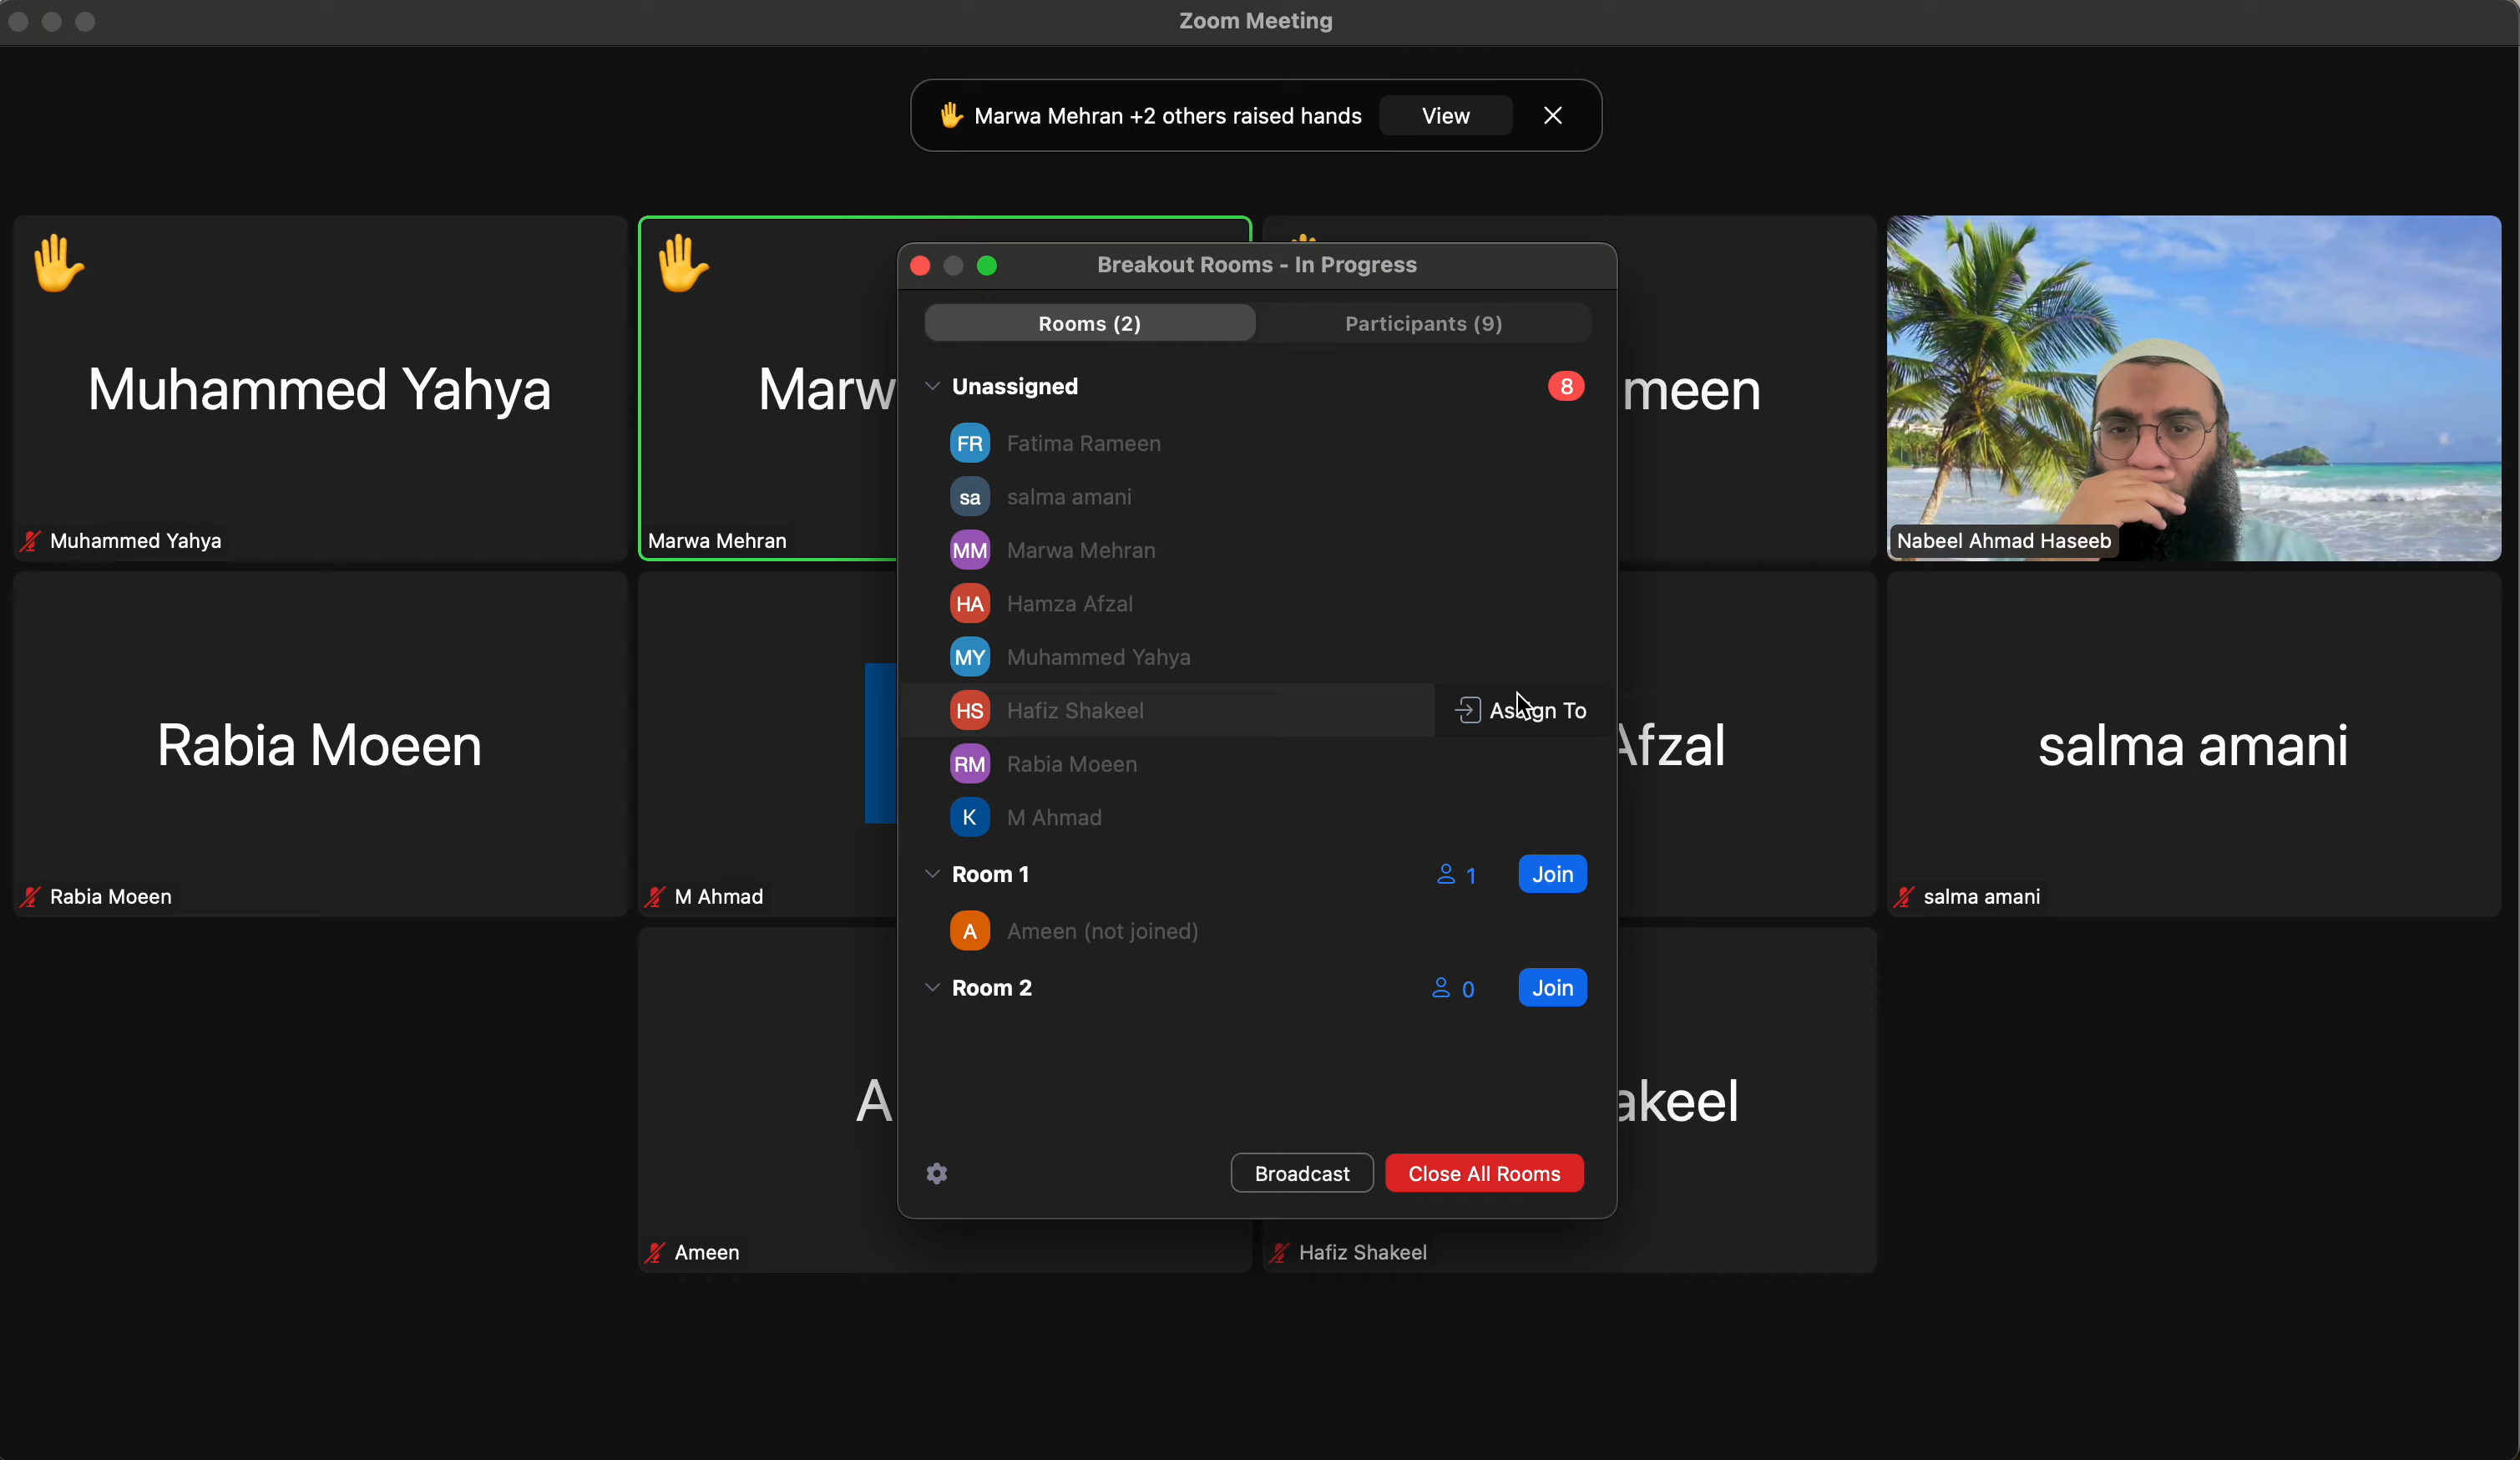 Zoom Meeting
Marwa Mehran +2 others raised hands
View
Muhammed Yahya
Muhammed Yahya
Marw
Marwa Mehran
meen
Nabeel Ahmad Haseeb
Rabia Moeen
Rabia Moeen
M Ahmad
Afzal
salma amani
salma amani
A
Ameen
akeel
Hafiz Shakeel
Breakout Rooms - In Progress
Rooms (2)
Participants (9)
Unassigned
8
FR Fatima Rameen
sa salma amani
MM Marwa Mehran
HA Hamza Afzal
MY Muhammed Yahya
HS Hafiz Shakeel
Assign To
RM Rabia Moeen
K M Ahmad
Room 1
1
Join
A Ameen (not joined)
Room 2
0
Join
Broadcast
Close All Rooms